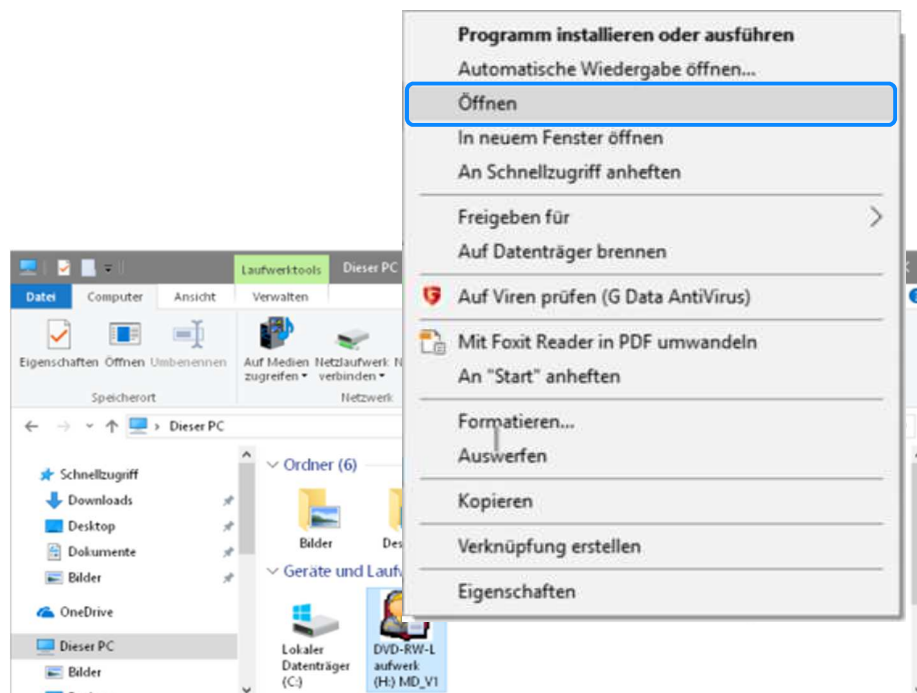 Programm installieren oder ausführen
Automatische Wiedergabe öffnen...
Öffnen
In neuem Fenster öffnen
An Schnellzugriff anheften
Freigeben für
Auf Datenträger brennen
Auf Viren prüfen (G Data AntiVirus)
Mit Foxit Reader in PDF umwandeln
An "Start" anheften
Formatieren...
Auswerfen
Kopieren
Verknüpfung erstellen
Eigenschaften
Laufwerktools Dieser PC
Datei Computer Ansicht Verwalten
Eigenschaften Öffnen Umbenennen
Auf Medien zugreifen
Netzlaufwerk verbinden
Speicherort
Netzwerk
Dieser PC
Schnellzugriff
Downloads
Desktop
Dokumente
Bilder
OneDrive
Dieser PC
Bilder
Ordner (6)
Bilder
Geräte und
Lokaler
Datenträger
(C:)
DVD-RW-L
aufwerk
(H:) MD_V1